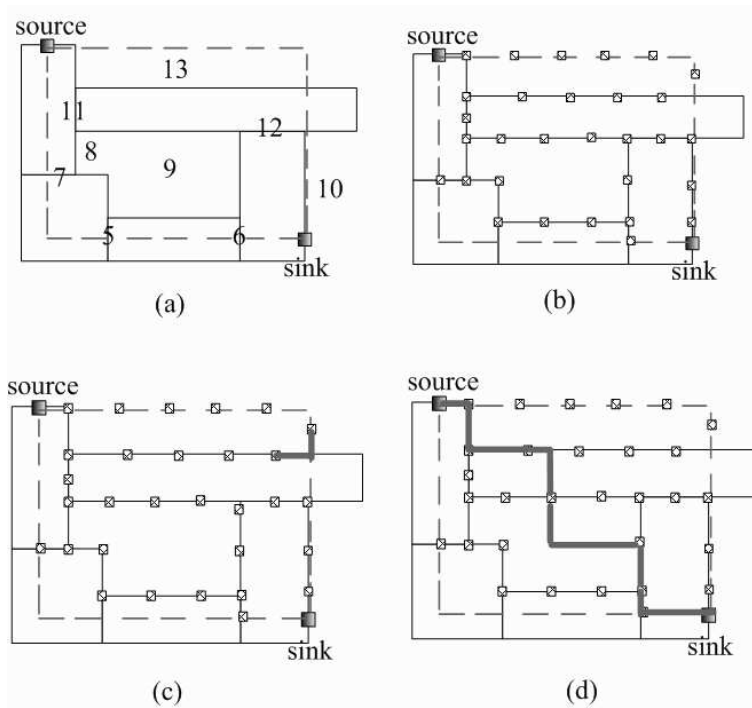 source
13
11
12
8
9
7
10
5
6
sink
(a)
source
sink
(b)
source
sink
(c)
source
sink
(d)